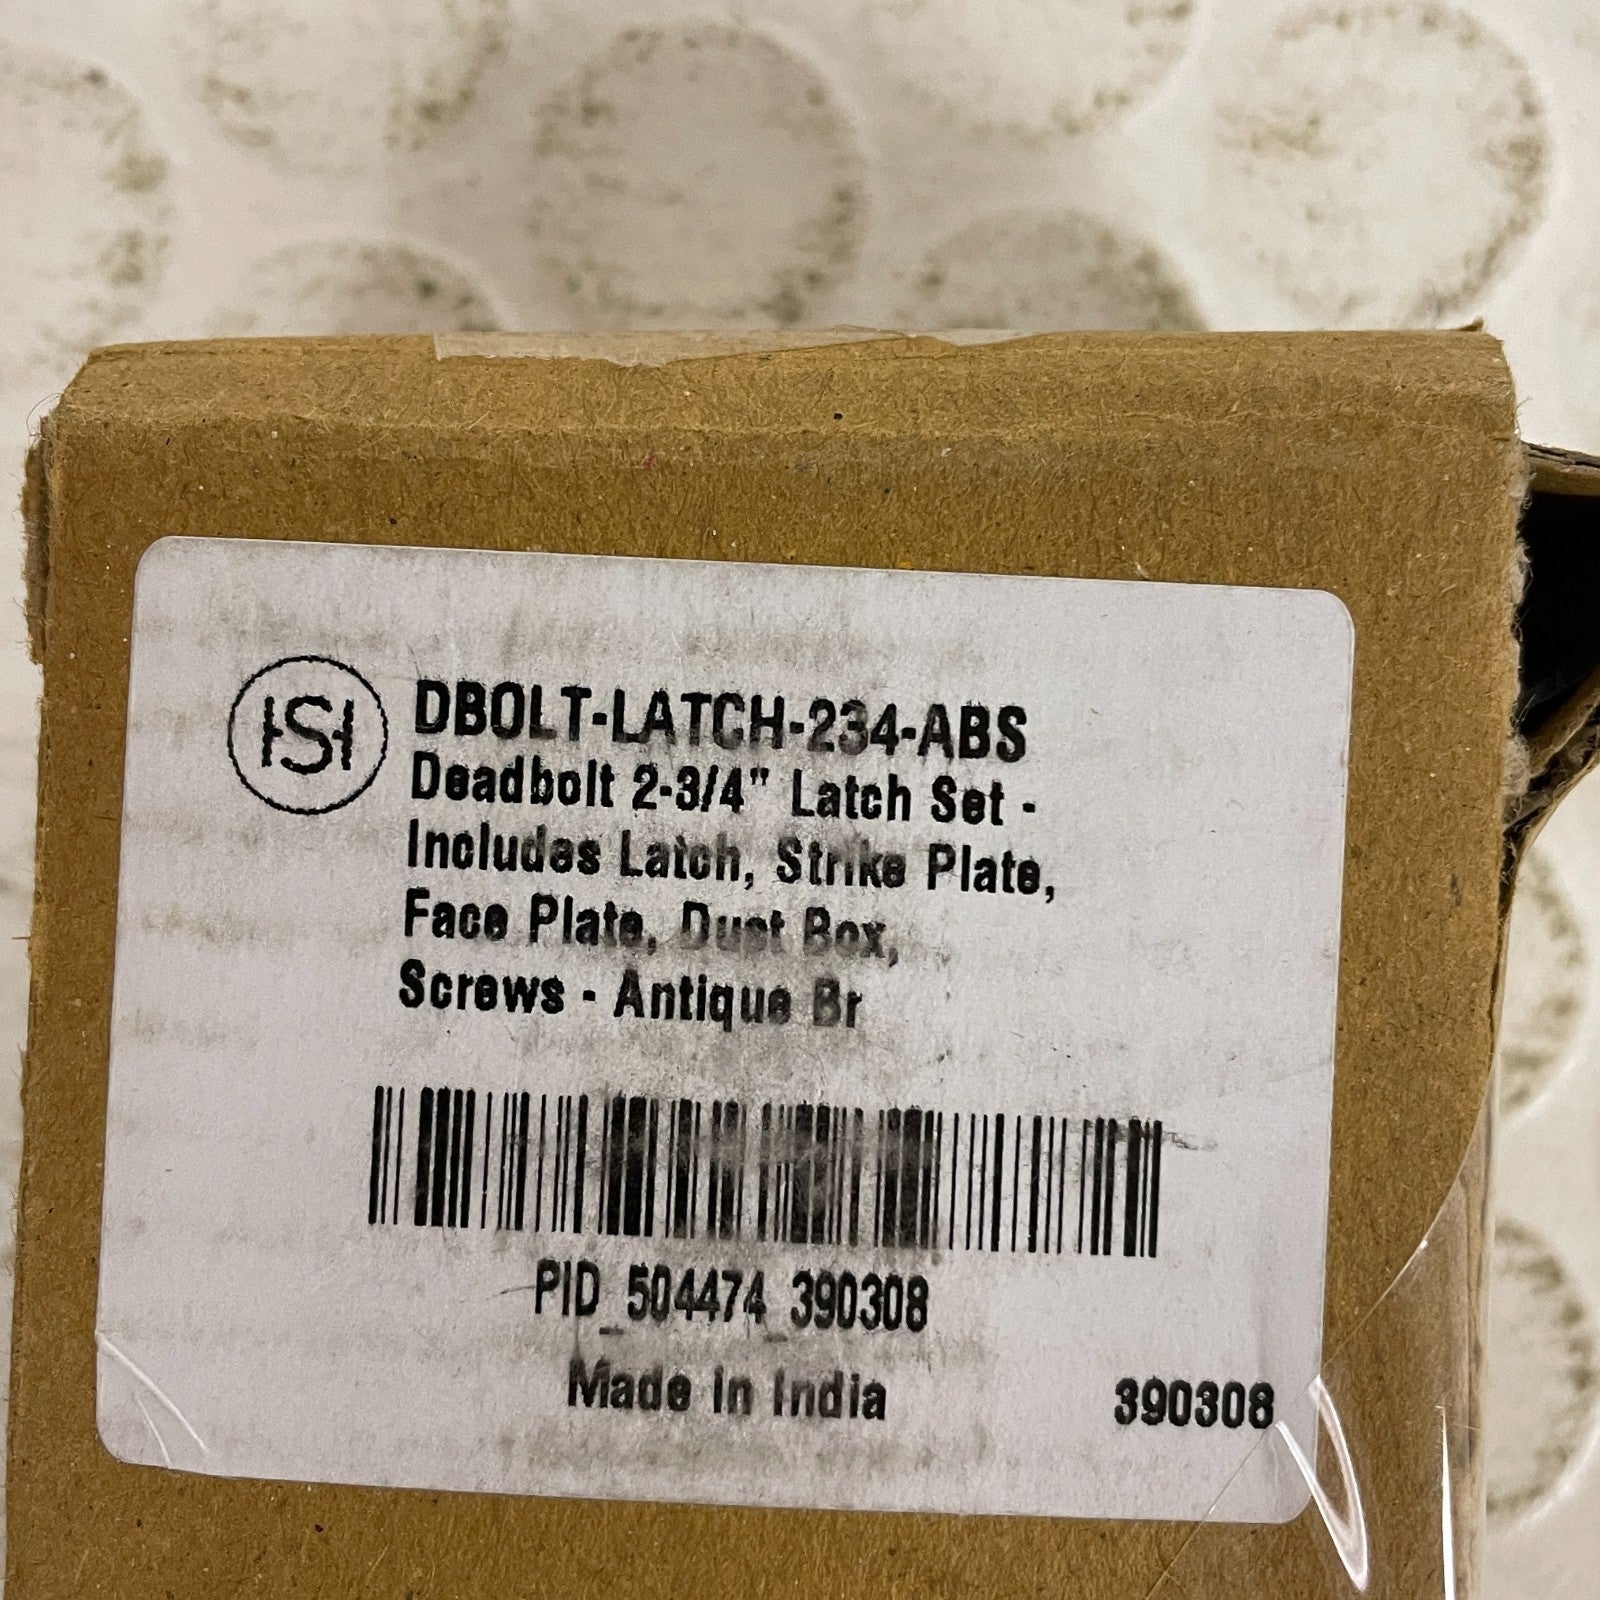 HSH
DBOLT-LATCH-234-ABS
Deadbolt 2-3/4" Latch Set -
Includes Latch, Strike Plate,
Face Plate, Dust Box,
Screws - Antique Br
PID_504474_390308
Made in India
390308